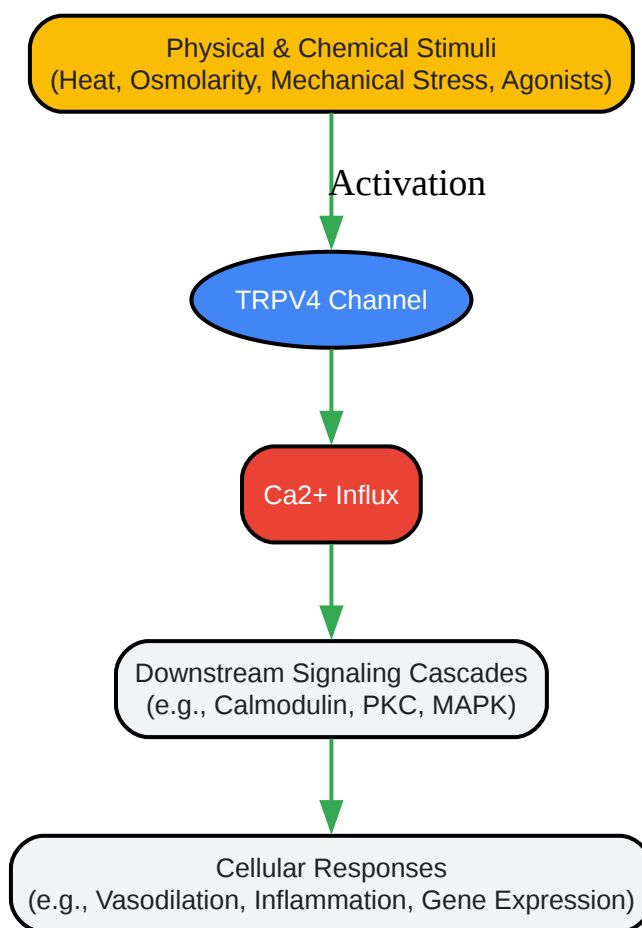 Physical & Chemical Stimuli
(Heat, Osmolarity, Mechanical Stress, Agonists)
Activation
TRPV4 Channel
Ca2+ Influx
Downstream Signaling Cascades
(e.g., Calmodulin, PKC, MAPK)
Cellular Responses
(e.g., Vasodilation, Inflammation, Gene Expression)